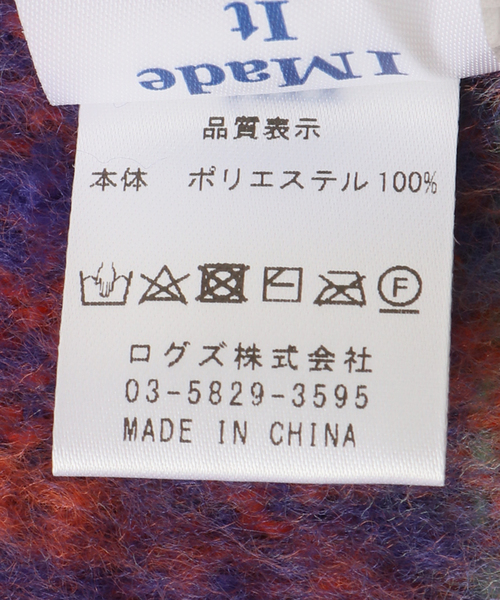 I Made
It
品質表示
本体 ポリエステル 100%
F
ログズ株式会社
03-5829-3595
MADE IN CHINA